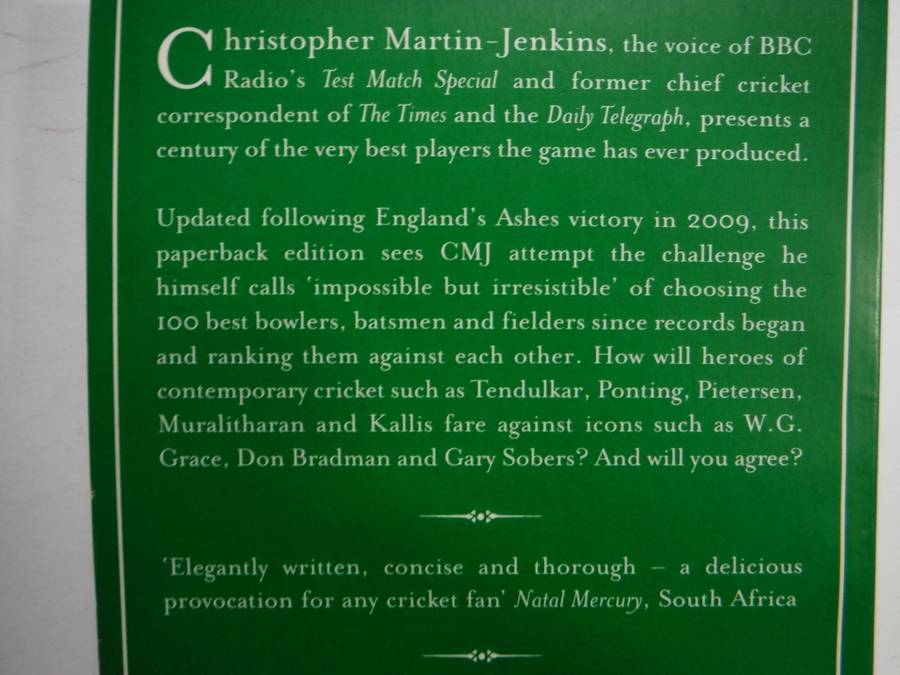 Christopher Martin-Jenkins, the voice of BBC
Radio's Test Match Special and former chief cricket
correspondent of The Times and the Daily Telegraph, presents a
century of the very best players the game has ever produced.
Updated following England's Ashes victory in 2009, this
paperback edition sees CMJ attempt the challenge he
himself calls 'impossible but irresistible' of choosing the
100 best bowlers, batsmen and fielders since records began
and ranking them against each other. How will heroes of
contemporary cricket such as Tendulkar, Ponting, Pietersen,
Muralitharan and Kallis fare against icons such as W.G.
Grace, Don Bradman and Gary Sobers? And will you agree?
'Elegantly written, concise and thorough – a delicious
provocation for any cricket fan' Natal Mercury, South Africa